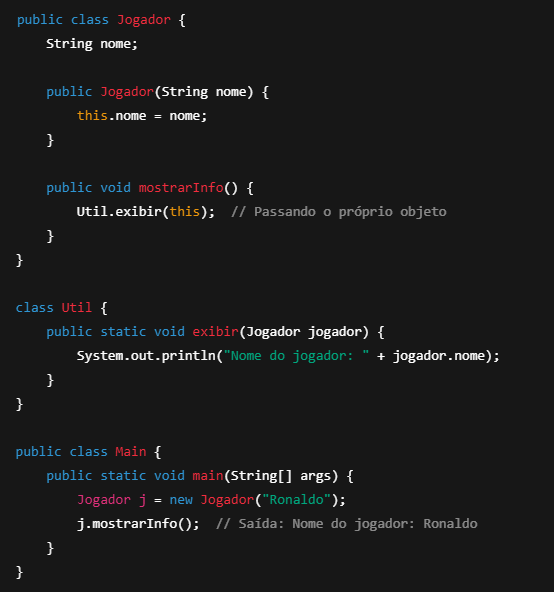 public class Jogador {
    String nome;

    public Jogador(String nome) {
        this.nome = nome;
    }

    public void mostrarInfo() {
        Util.exibir(this);  // Passando o próprio objeto
    }
}

class Util {
    public static void exibir(Jogador jogador) {
        System.out.println("Nome do jogador: " + jogador.nome);
    }
}

public class Main {
    public static void main(String[] args) {
        Jogador j = new Jogador("Ronaldo");
        j.mostrarInfo();  // Saída: Nome do jogador: Ronaldo
    }
}